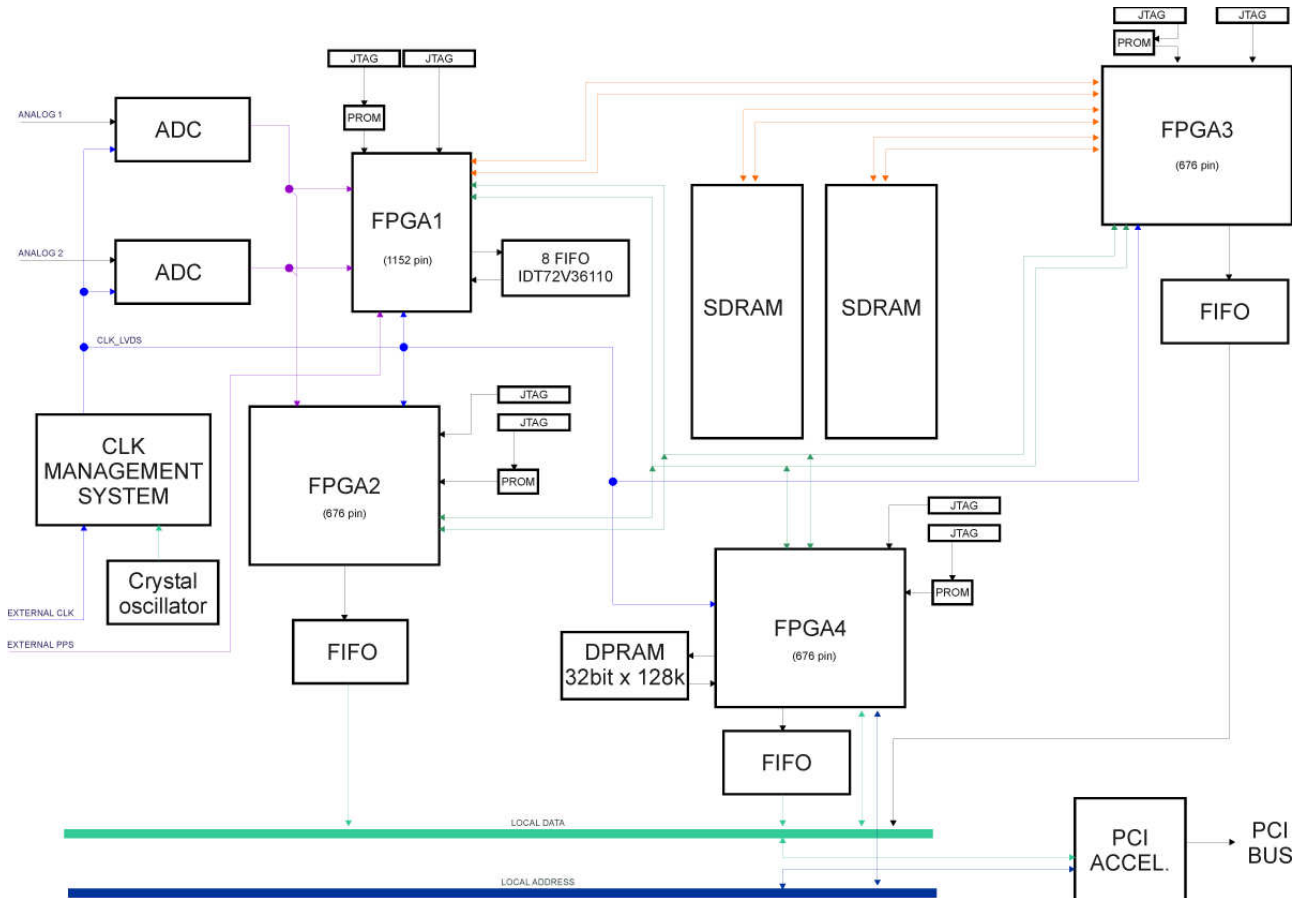 JTAG
JTAG
PROM
FPGA3
(676 pin)
JTAG
JTAG
PROM
ANALOG 1
ADC
FPGA1
(1152 pin)
ANALOG 2
ADC
8 FIFO
IDT72V36110
SDRAM
SDRAM
FIFO
CLK_LVDS
JTAG
JTAG
PROM
CLK
MANAGEMENT
SYSTEM
FPGA2
(676 pin)
JTAG
JTAG
PROM
Crystal
oscillator
EXTERNAL CLK
EXTERNAL PPS
FIFO
DPRAM
32bit x 128k
FPGA4
(676 pin)
FIFO
LOCAL DATA
LOCAL ADDRESS
PCI
ACCEL.
PCI
BUS